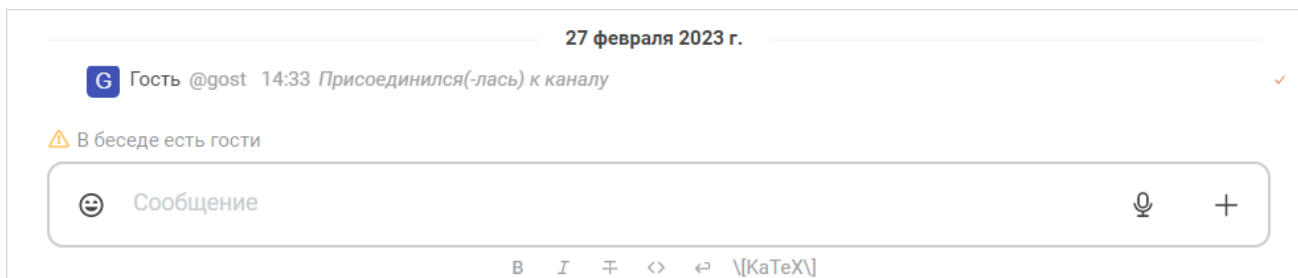 27 февраля 2023 г.
G Гость @gost 14:33 Присоединился(-лась) к каналу
В беседе есть гости
Сообщение
B I T <> \[KaTeX\]